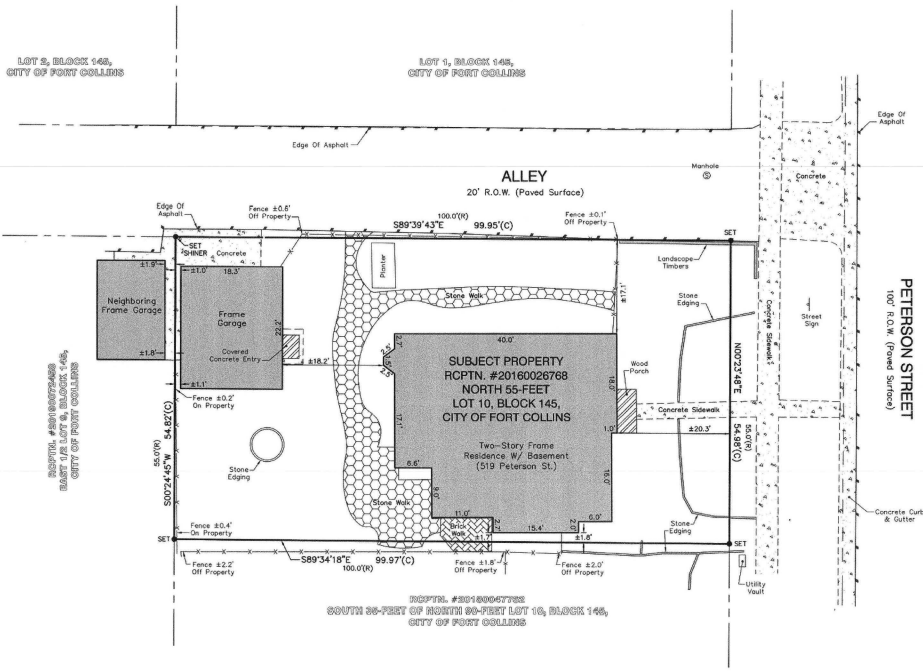 LOT 2, BLOCK 145,
CITY OF FORT COLLINS
LOT 1, BLOCK 145,
CITY OF FORT COLLINS
Edge Of Asphalt
Edge Of
Asphalt
Manhole
S
Concrete
ALLEY
20' R.O.W. (Paved Surface)
Edge Of
Asphalt
Fence ±0.6'
Off Property
100.0'(R)
S89°39'43"E 99.95'(C)
Fence ±0.1'
Off Property
SET
"SHINER"
Concrete
SET
Landscape
Timbers
±1.9'
±1.0'
18.3'
Planter
Stone Walk
±17.1'
Stone
Edging
Neighboring
Frame Garage
Frame
Garage
22.2'
Covered
Concrete Entry
±1.8'
±1.1'
±18.2'
2.7'
2.5'
5'
2.5'
40.0'
SUBJECT PROPERTY
RCPTN. #20160026768
NORTH 55-FEET
LOT 10, BLOCK 145,
CITY OF FORT COLLINS
Two-Story Frame
Residence W/ Basement
(519 Peterson St.)
18.0'
Wood
Porch
Concrete Sidewalk
Concrete Sidewalk
Street
Sign
PETERSON STREET
100' R.O.W. (Paved Surface)
N00°23'48"E
55.0'(R)
54.98'(C)
±20.3'
1.0'
Fence ±0.2'
On Property
55.0'(R)
S00°24'45"W 54.82'(C)
EAST 1/2 LOT 9, BLOCK 145,
CITY OF FORT COLLINS
Stone
Edging
17.1'
6.6'
Stone Walk
9.0'
11.0'
Brick
Walk
2.7'
±1.7'
15.4'
2.0'
6.0'
±1.8'
Stone
Edging
Concrete Curb
& Gutter
Fence ±0.4'
On Property
SET
SET
Fence ±2.2'
Off Property
S89°34'18"E 99.97'(C)
100.0'(R)
Fence ±1.8'
Off Property
Fence ±2.0'
Off Property
Utility
Vault
SOUTH 35-FEET OF NORTH 90-FEET LOT 10, BLOCK 145,
CITY OF FORT COLLINS